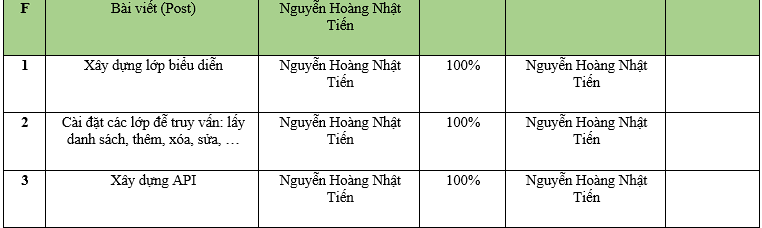 F Bài viết (Post) Nguyễn Hoàng Nhật
Tiến
1 Xây dựng lớp biểu diễn Nguyễn Hoàng Nhật 100% Nguyễn Hoàng Nhật
Tiến Tiến
2 Cài đặt các lớp để truy vấn: lấy Nguyễn Hoàng Nhật 100% Nguyễn Hoàng Nhật
danh sách, thêm, xóa, sửa, … Tiến Tiến
3 Xây dựng API Nguyễn Hoàng Nhật 100% Nguyễn Hoàng Nhật
Tiến Tiến